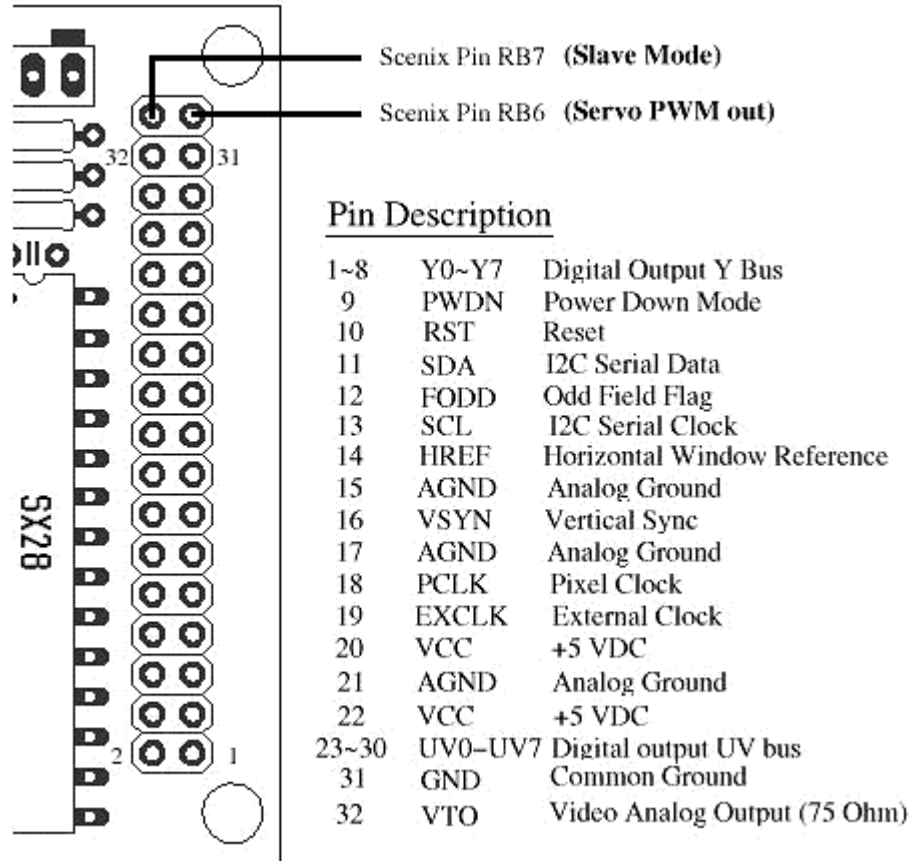 Scenix Pin RB7 (Slave Mode)
Scenix Pin RB6 (Servo PWM out)
32 31
Pin Description
1~8 Y0~Y7 Digital Output Y Bus
9 PWDN Power Down Mode
10 RST Reset
11 SDA I2C Serial Data
12 FODD Odd Field Flag
13 SCL I2C Serial Clock
14 HREF Horizontal Window Reference
15 AGND Analog Ground
16 VSYN Vertical Sync
17 AGND Analog Ground
18 PCLK Pixel Clock
19 EXCLK External Clock
20 VCC +5 VDC
21 AGND Analog Ground
22 VCC +5 VDC
23~30 UV0-UV7 Digital output UV bus
31 GND Common Ground
32 VTO Video Analog Output (75 Ohm)
SX28
2 1